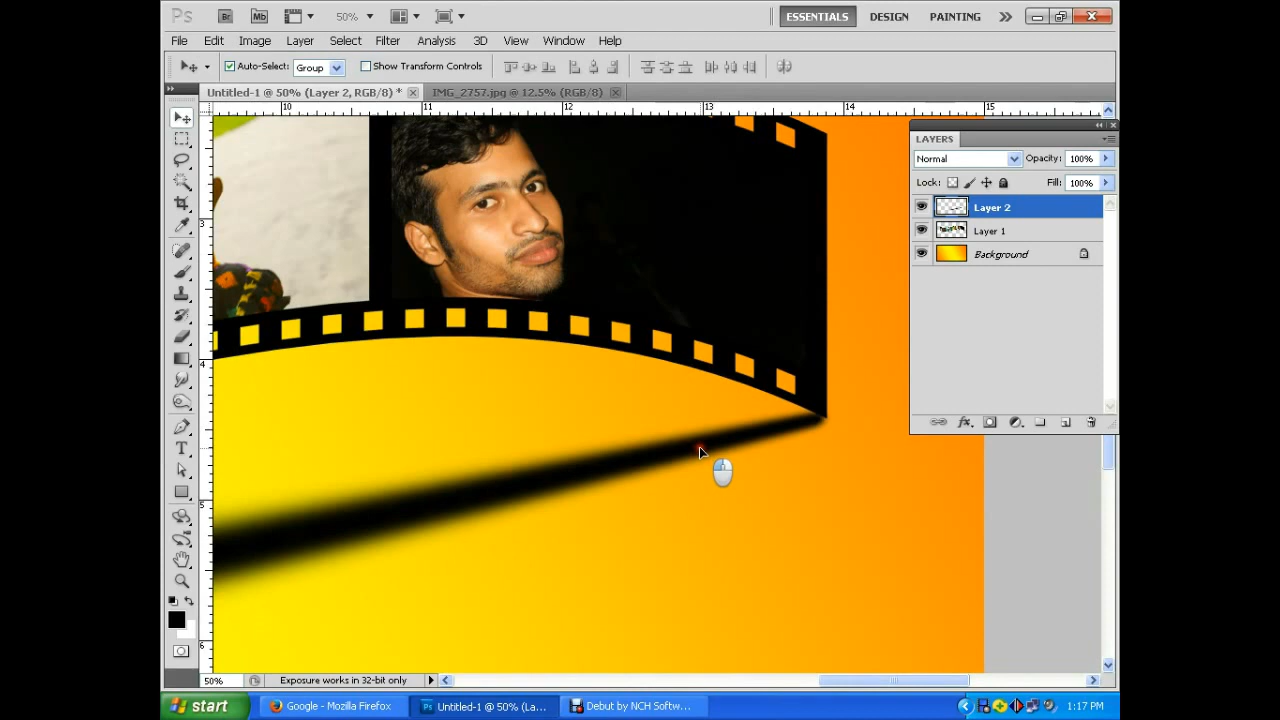 Ps Br Mb 50% ESSENTIALS DESIGN PAINTING
File Edit Image Layer Select Filter Analysis 3D View Window Help
Auto-Select: Group Show Transform Controls
Untitled-1 @ 50% (Layer 2, RGB/8) * IMG_2757.jpg @ 12.5% (RGB/8)
10 11 12 13 14 15
LAYERS
Normal Opacity: 100%
Lock: Fill: 100%
Layer 2
Layer 1
Background
3
4
5
6
50% Exposure works in 32-bit only
start Google - Mozilla Firefox Untitled-1 @ 50% (La... Debut by NCH Softw... 1:17 PM